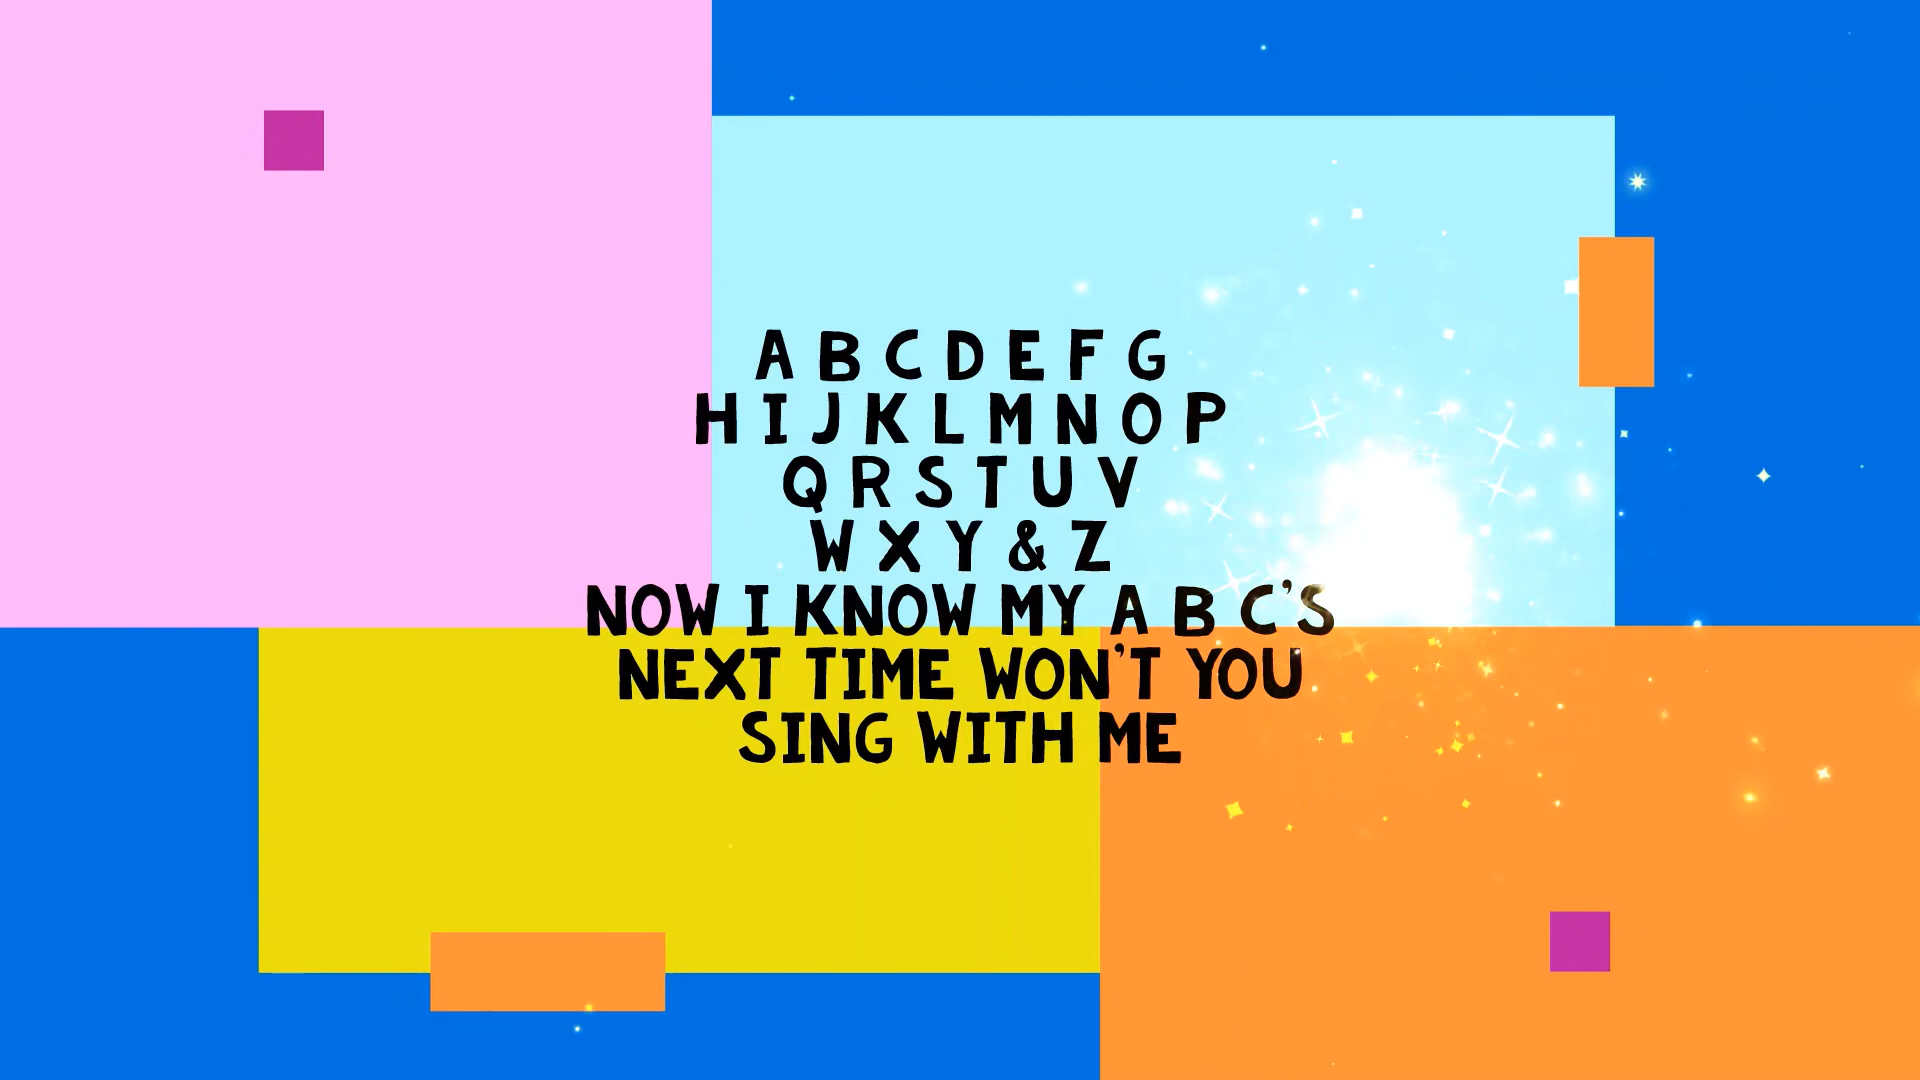 A B C D E F G
H I J K L M N O P
Q R S T U V
W X Y & Z
NOW I KNOW MY A B C'S
NEXT TIME WON'T YOU
SING WITH ME